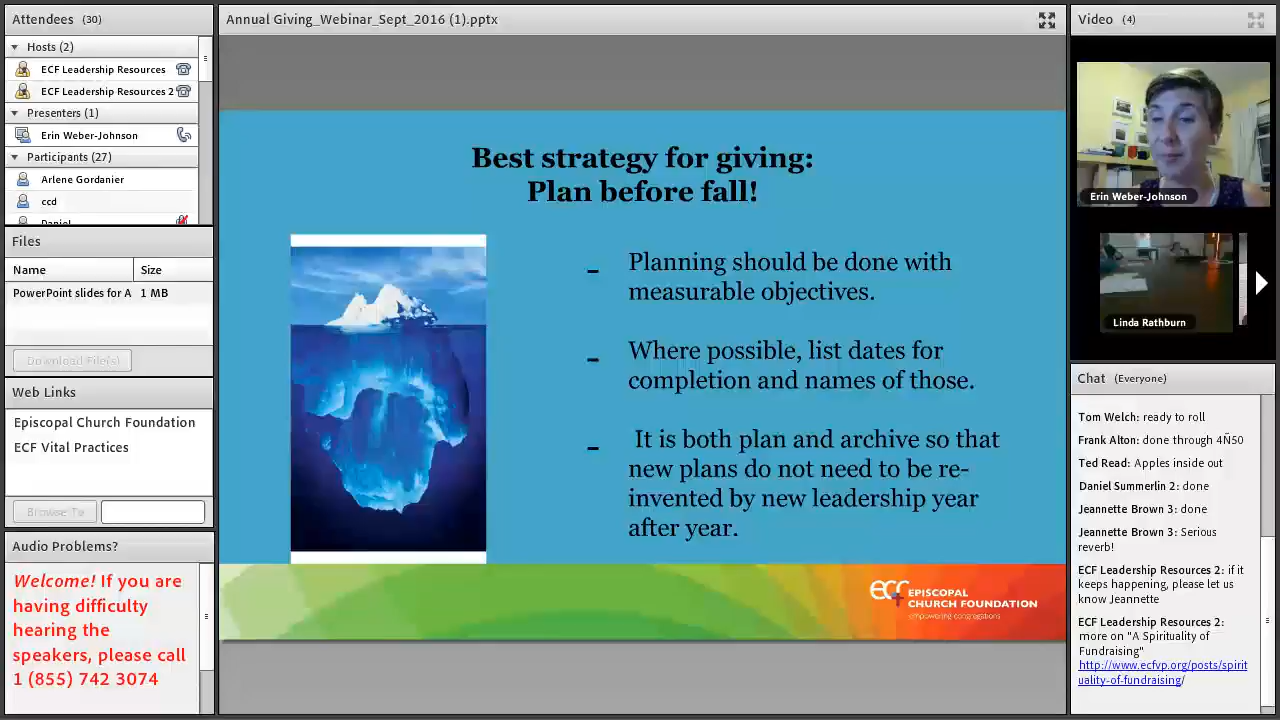 Attendees (30)
Hosts (2)
ECF Leadership Resources
ECF Leadership Resources 2
Presenters (1)
Erin Weber-Johnson
Participants (27)
Arlene Gordanier
ccd
Daniel
Files
Name Size
PowerPoint slides for A 1 MB
Download File(s)
Web Links
Episcopal Church Foundation
ECF Vital Practices
Browse To
Audio Problems?
Welcome! If you are
having difficulty
hearing the
speakers, please call
1 (855) 742 3074
Annual Giving_Webinar_Sept_2016 (1).pptx
Best strategy for giving:
Plan before fall!
- Planning should be done with
measurable objectives.
- Where possible, list dates for
completion and names of those.
- It is both plan and archive so that
new plans do not need to be re-
invented by new leadership year
after year.
ecf EPISCOPAL
CHURCH FOUNDATION
empowering congregations
Video (4)
Erin Weber-Johnson
Linda Rathburn
Chat (Everyone)
Tom Welch: ready to roll
Frank Alton: done through 4Ñ50
Ted Read: Apples inside out
Daniel Summerlin 2: done
Jeannette Brown 3: done
Jeannette Brown 3: Serious
reverb!
ECF Leadership Resources 2: if it
keeps happening, please let us
know Jeannette
ECF Leadership Resources 2:
more on "A Spirituality of
Fundraising"
http://www.ecfvp.org/posts/spirit
uality-of-fundraising/